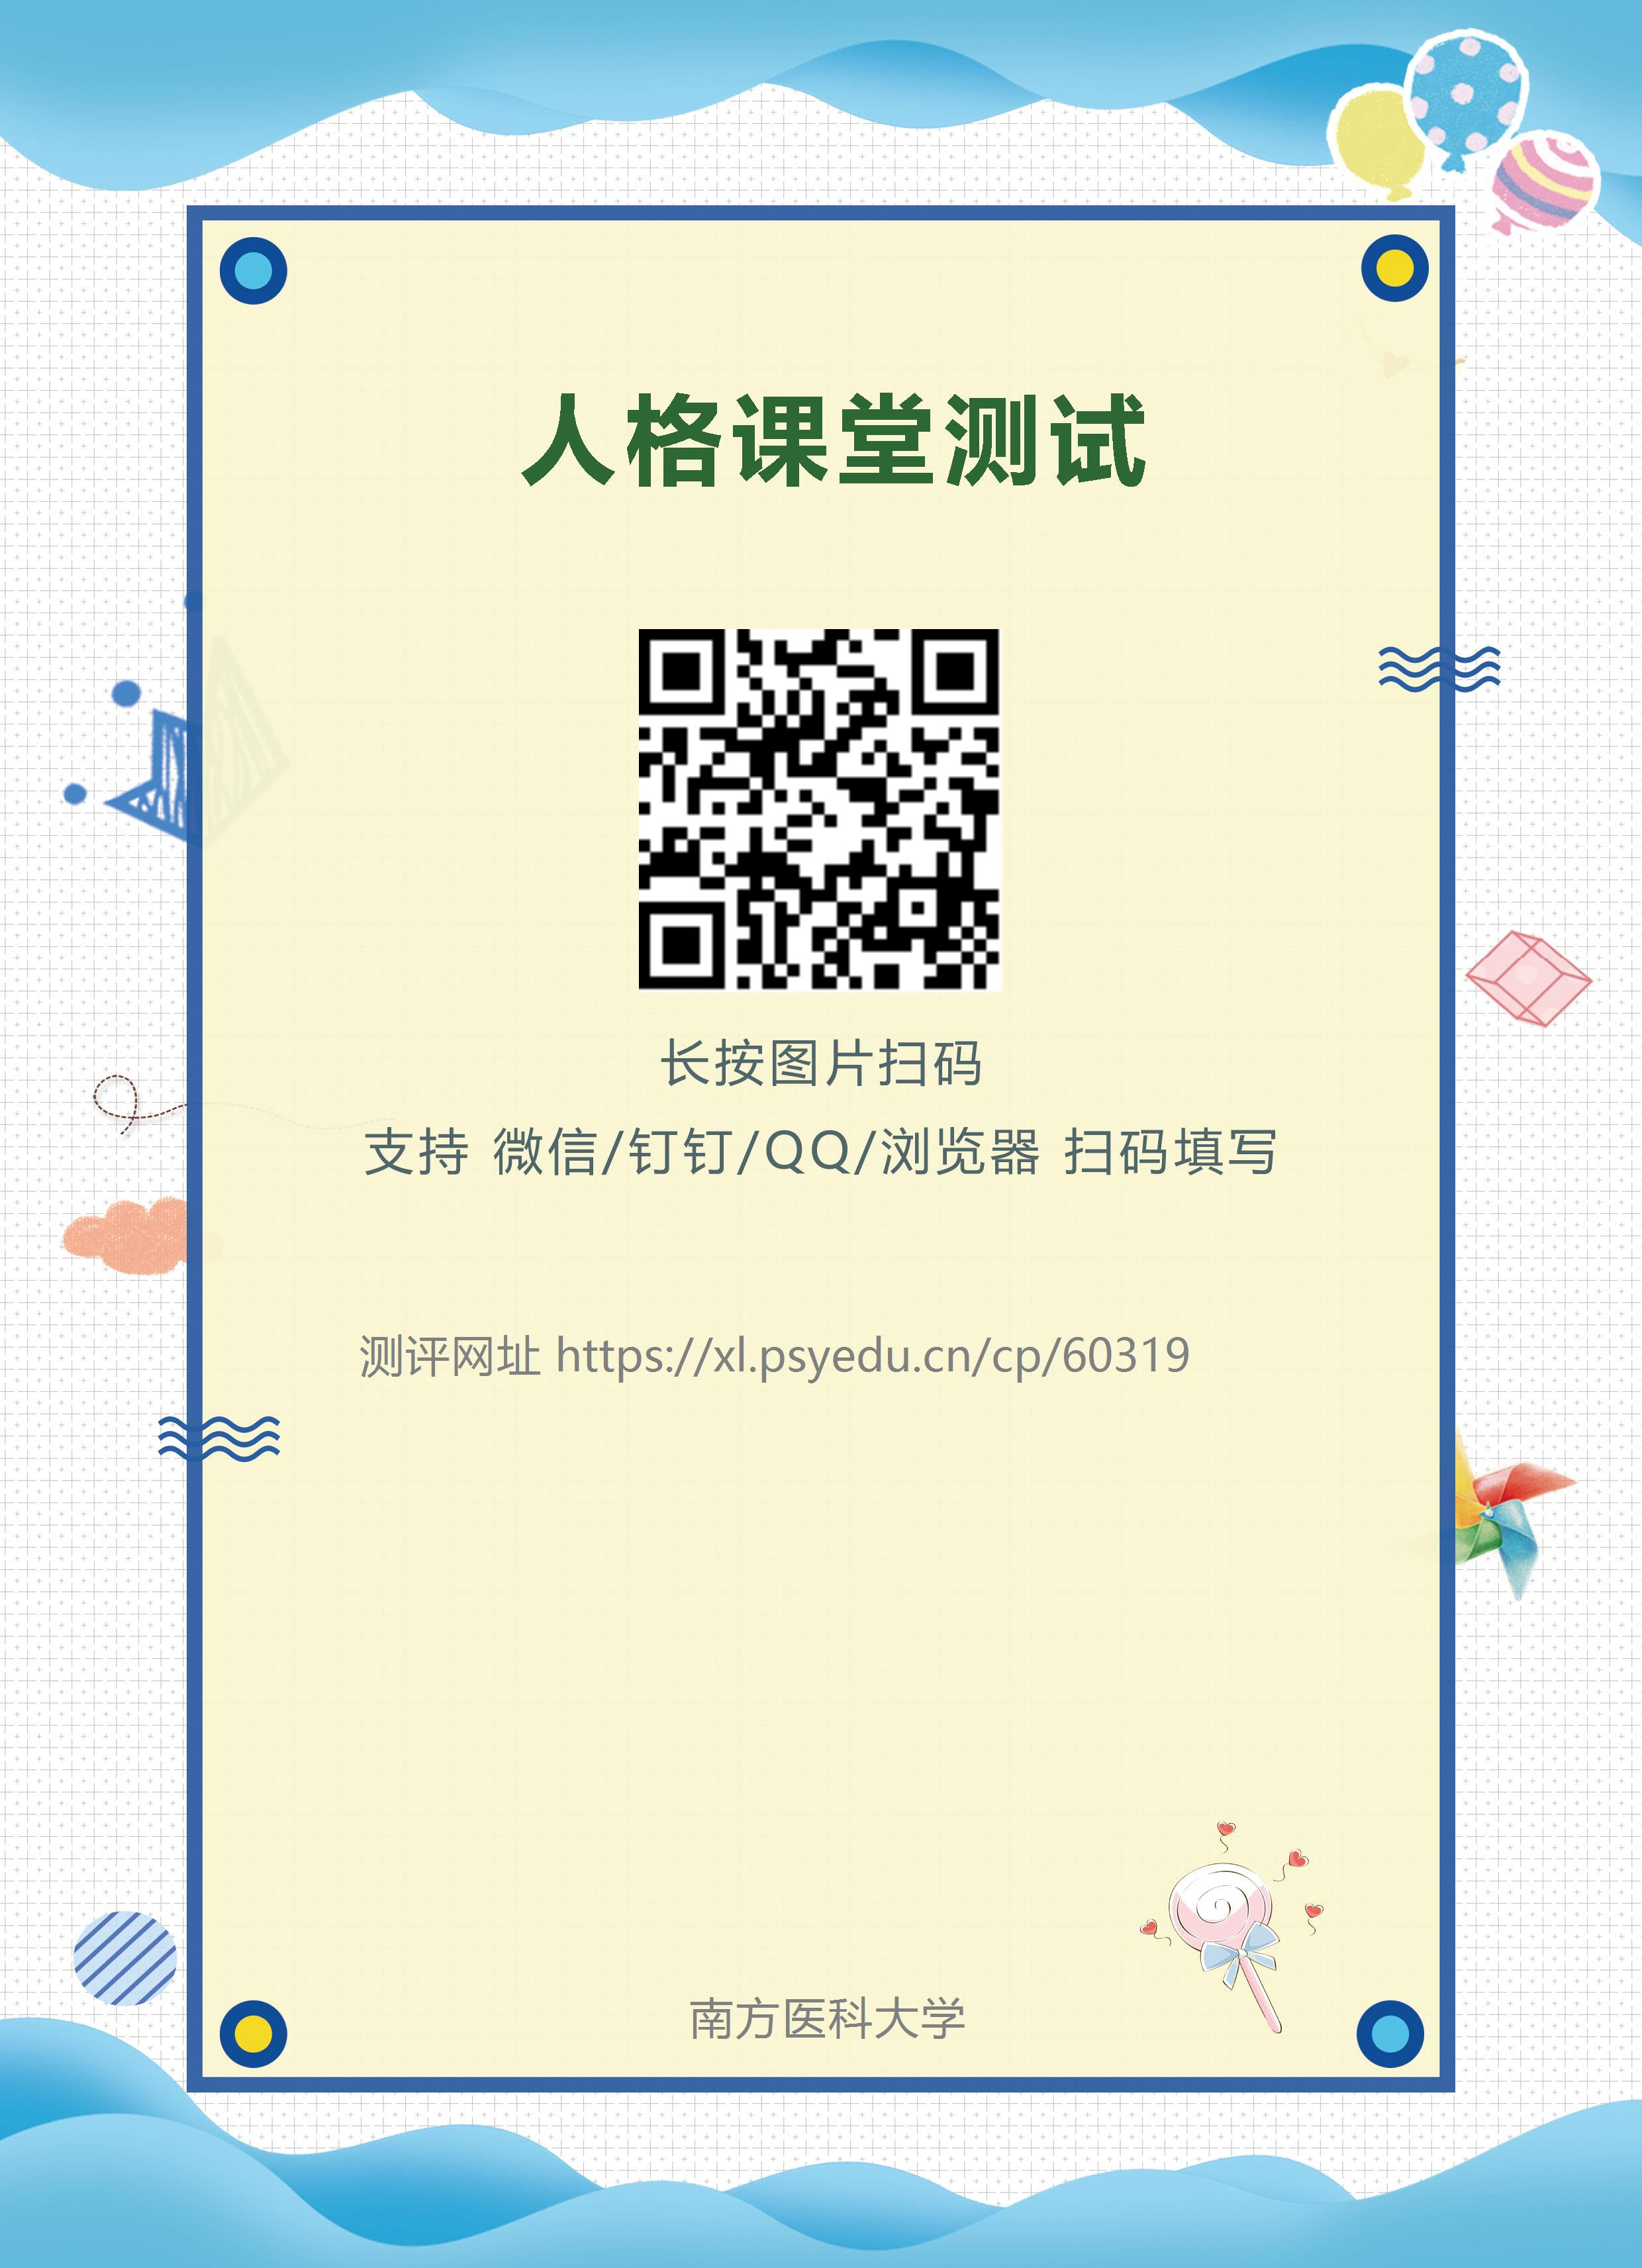 人格课堂测试
长按图片扫码
支持 微信/钉钉/QQ/浏览器 扫码填写
测评网址 https://xl.psyedu.cn/cp/60319
南方医科大学